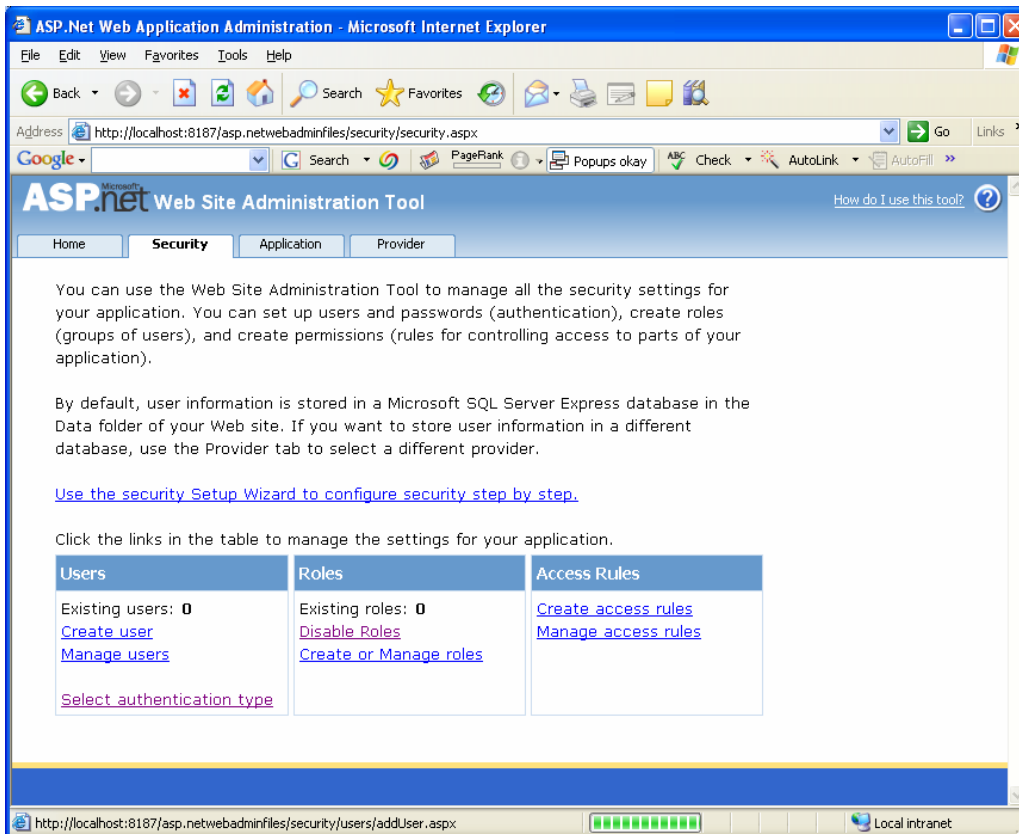 ASP.Net Web Application Administration - Microsoft Internet Explorer
File Edit View Favorites Tools Help
Back Search Favorites
Address http://localhost:8187/asp.netwebadminfiles/security/security.aspx Go Links
Google Search PageRank Popups okay ABC Check AutoLink AutoFill
Microsoft ASP.net Web Site Administration Tool How do I use this tool? ?
Home Security Application Provider
You can use the Web Site Administration Tool to manage all the security settings for
your application. You can set up users and passwords (authentication), create roles
(groups of users), and create permissions (rules for controlling access to parts of your
application).
By default, user information is stored in a Microsoft SQL Server Express database in the
Data folder of your Web site. If you want to store user information in a different
database, use the Provider tab to select a different provider.
Use the security Setup Wizard to configure security step by step.
Click the links in the table to manage the settings for your application.
Users Roles Access Rules
Existing users: 0 Existing roles: 0 Create access rules
Create user Disable Roles Manage access rules
Manage users Create or Manage roles
Select authentication type
http://localhost:8187/asp.netwebadminfiles/security/users/addUser.aspx Local intranet